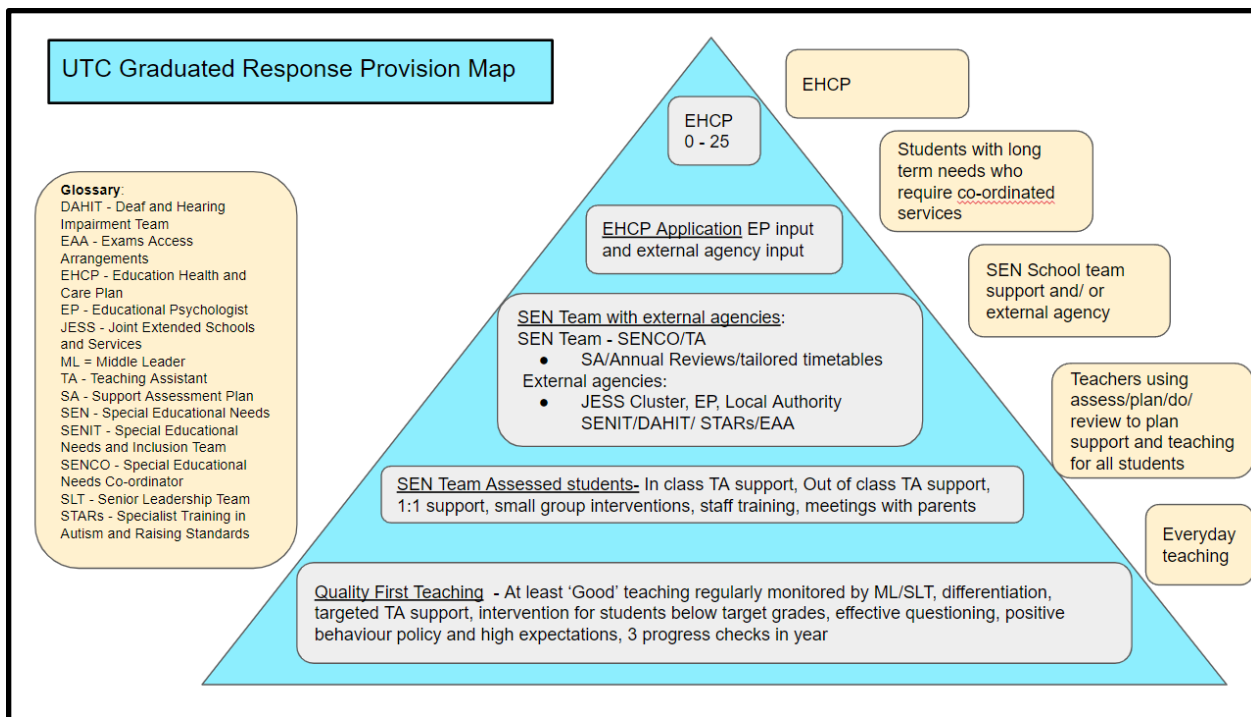 UTC Graduated Response Provision Map
Glossary:
DAHIT - Deaf and Hearing
Impairment Team
EAA - Exams Access
Arrangements
EHCP - Education Health and
Care Plan
EP - Educational Psychologist
JESS - Joint Extended Schools
and Services
ML = Middle Leader
TA - Teaching Assistant
SA - Support Assessment Plan
SEN - Special Educational Needs
SENIT - Special Educational
Needs and Inclusion Team
SENCO - Special Educational
Needs Co-ordinator
SLT - Senior Leadership Team
STARs - Specialist Training in
Autism and Raising Standards
EHCP
0 - 25
EHCP Application EP input
and external agency input
SEN Team with external agencies:
SEN Team - SENCO/TA
● SA/Annual Reviews/tailored timetables
External agencies:
● JESS Cluster, EP, Local Authority
SENIT/DAHIT/ STARs/EAA
SEN Team Assessed students- In class TA support, Out of class TA support,
1:1 support, small group interventions, staff training, meetings with parents
Quality First Teaching - At least ‘Good’ teaching regularly monitored by ML/SLT, differentiation,
targeted TA support, intervention for students below target grades, effective questioning, positive
behaviour policy and high expectations, 3 progress checks in year
EHCP
Students with long
term needs who
require co-ordinated
services
SEN School team
support and/ or
external agency
Teachers using
assess/plan/do/
review to plan
support and teaching
for all students
Everyday
teaching